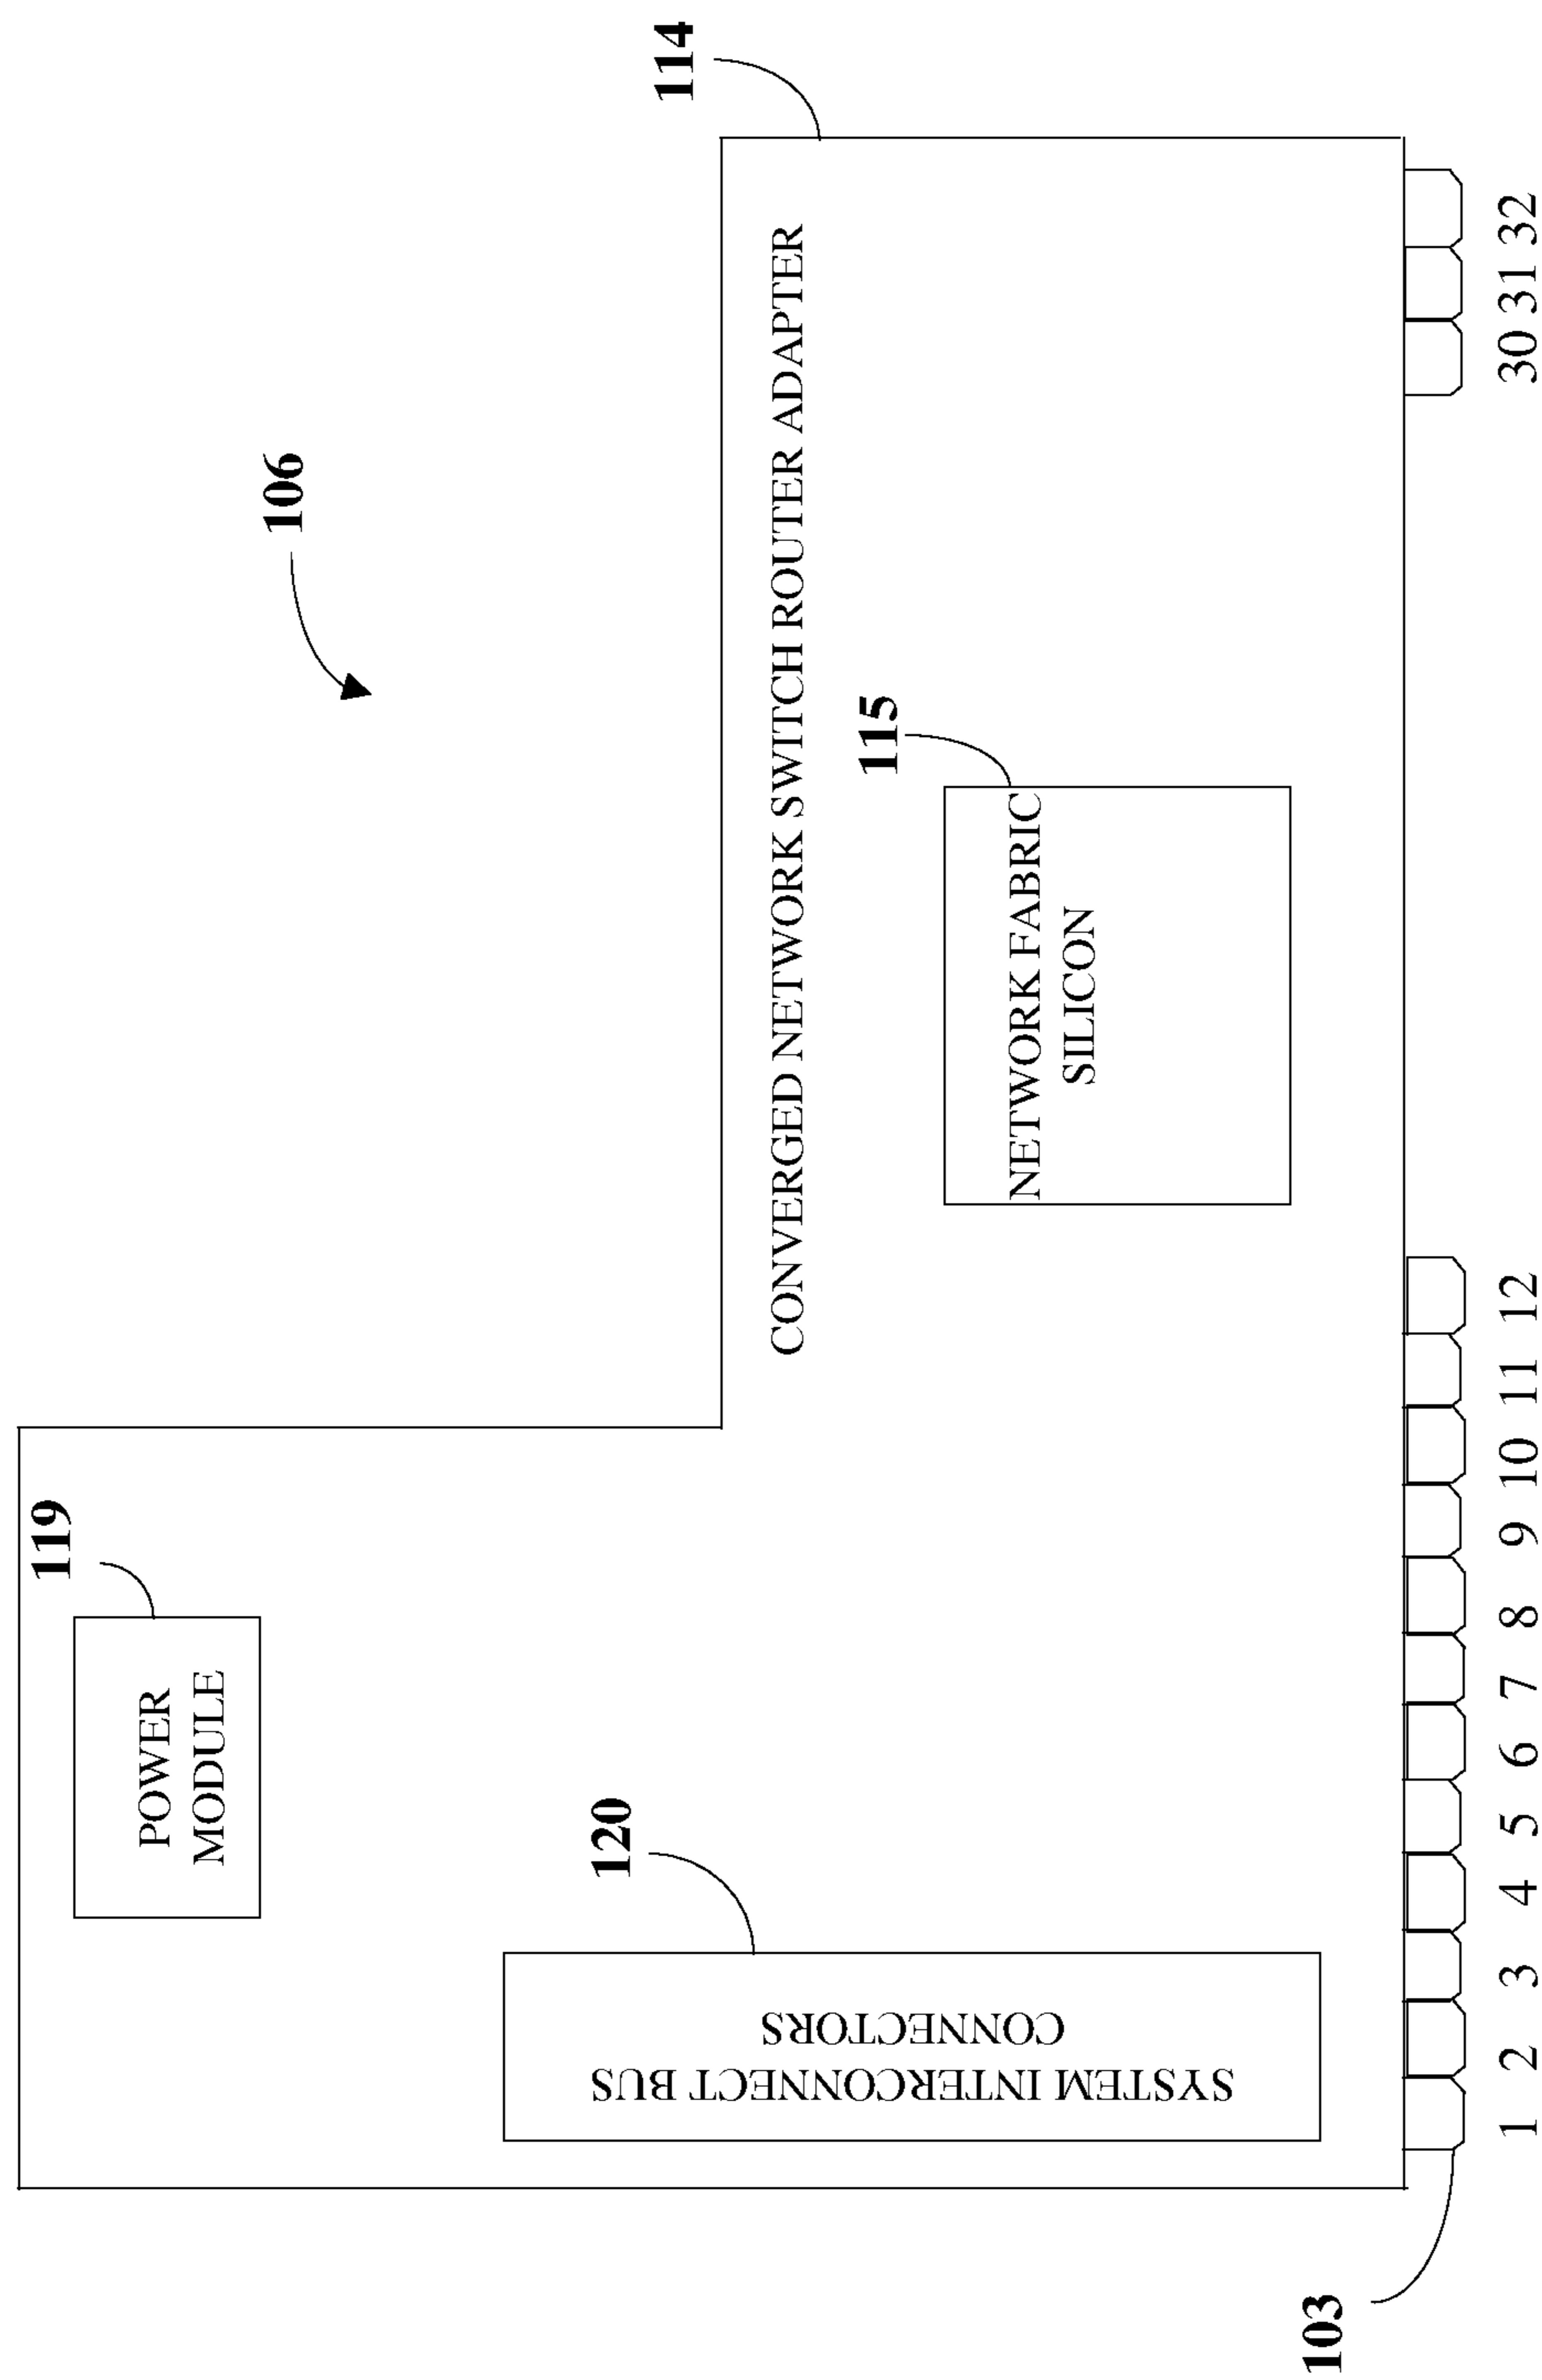 106
114
119
POWER
MODULE
CONVERGED NETWORK SWITCH ROUTER ADAPTER
120
SYSTEM INTERCONNECT BUS
CONNECTORS
115
NETWORK FABRIC
SILICON
103
1 2 3 4 5 6 7 8 9 10 11 12 30 31 32